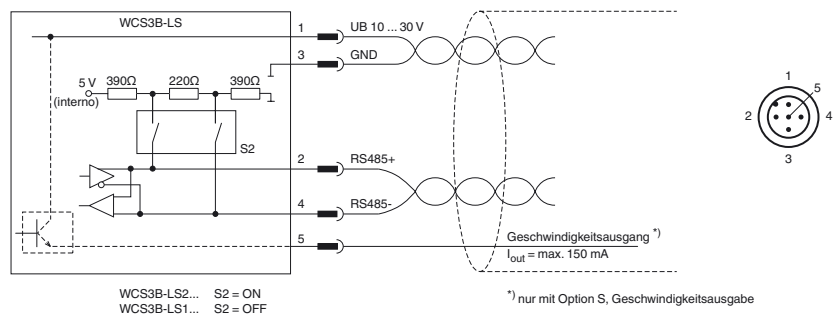 WCS3B-LS
1
UB 10 ... 30 V
3
GND
5 V
(interno)
390Ω
220Ω
390Ω
S2
2
RS485+
4
RS485-
5
Geschwindigkeitsausgang *)
Iout = max. 150 mA
WCS3B-LS2... S2 = ON
WCS3B-LS1... S2 = OFF
*) nur mit Option S, Geschwindigkeitsausgabe
1
5
2
4
3